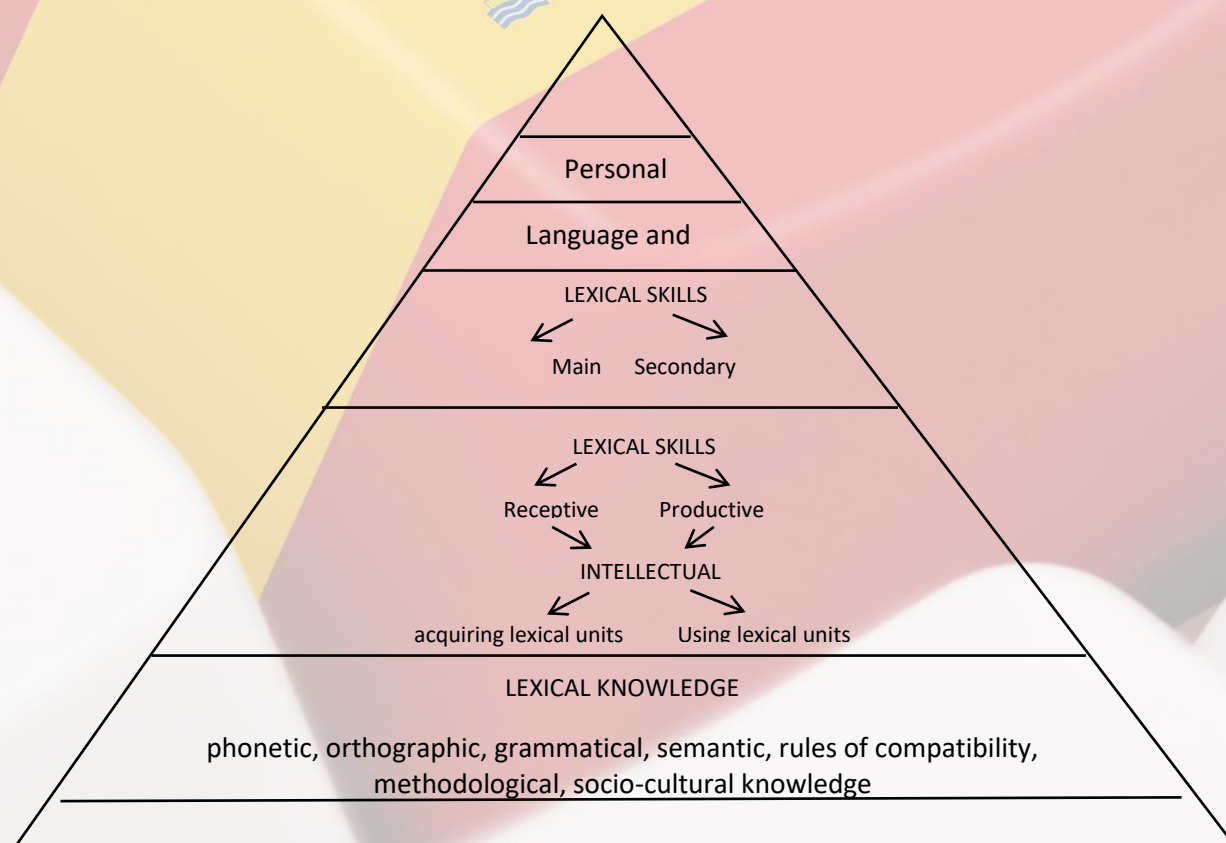 Personal
Language and
LEXICAL SKILLS
Main Secondary
LEXICAL SKILLS
Receptive Productive
INTELLECTUAL
acquiring lexical units Using lexical units
LEXICAL KNOWLEDGE
phonetic, orthographic, grammatical, semantic, rules of compatibility,
methodological, socio-cultural knowledge